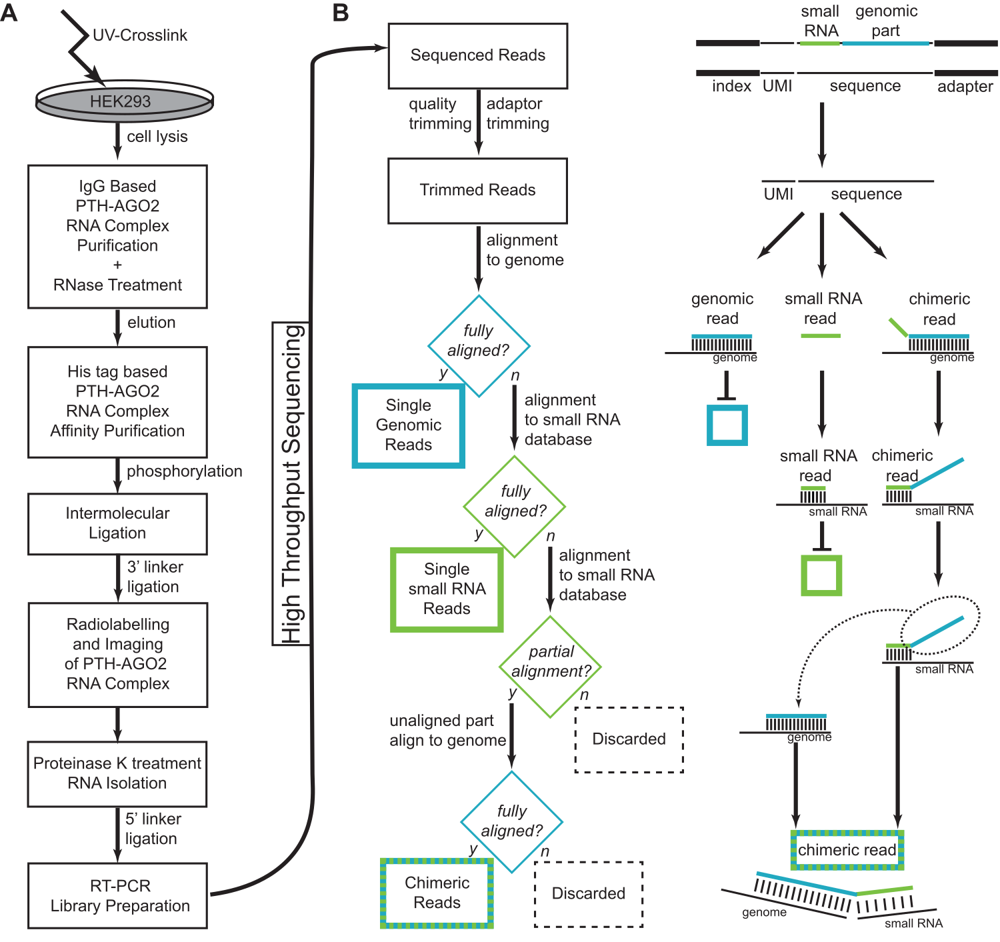 A
UV-Crosslink
HEK293
cell lysis
IgG Based
PTH-AGO2
RNA Complex
Purification
+
RNase Treatment
elution
His tag based
PTH-AGO2
RNA Complex
Affinity Purification
phosphorylation
Intermolecular
Ligation
3’ linker
ligation
Radiolabelling
and Imaging
of PTH-AGO2
RNA Complex
Proteinase K treatment
RNA Isolation
5’ linker
ligation
RT-PCR
Library Preparation
High Throughput Sequencing
B
Sequenced Reads
quality
trimming
adaptor
trimming
Trimmed Reads
alignment
to genome
fully
aligned?
y
n
Single
Genomic
Reads
alignment
to small RNA
database
fully
aligned?
y
n
Single
small RNA
Reads
alignment
to small RNA
database
partial
alignment?
y
n
unaligned part
align to genome
Discarded
fully
aligned?
y
n
Chimeric
Reads
Discarded
small
RNA
genomic
part
index
UMI
sequence
adapter
UMI
sequence
genomic
read
genome
small RNA
read
chimeric
read
genome
small RNA
read
small RNA
chimeric
read
small RNA
small RNA
genome
chimeric read
genome
small RNA